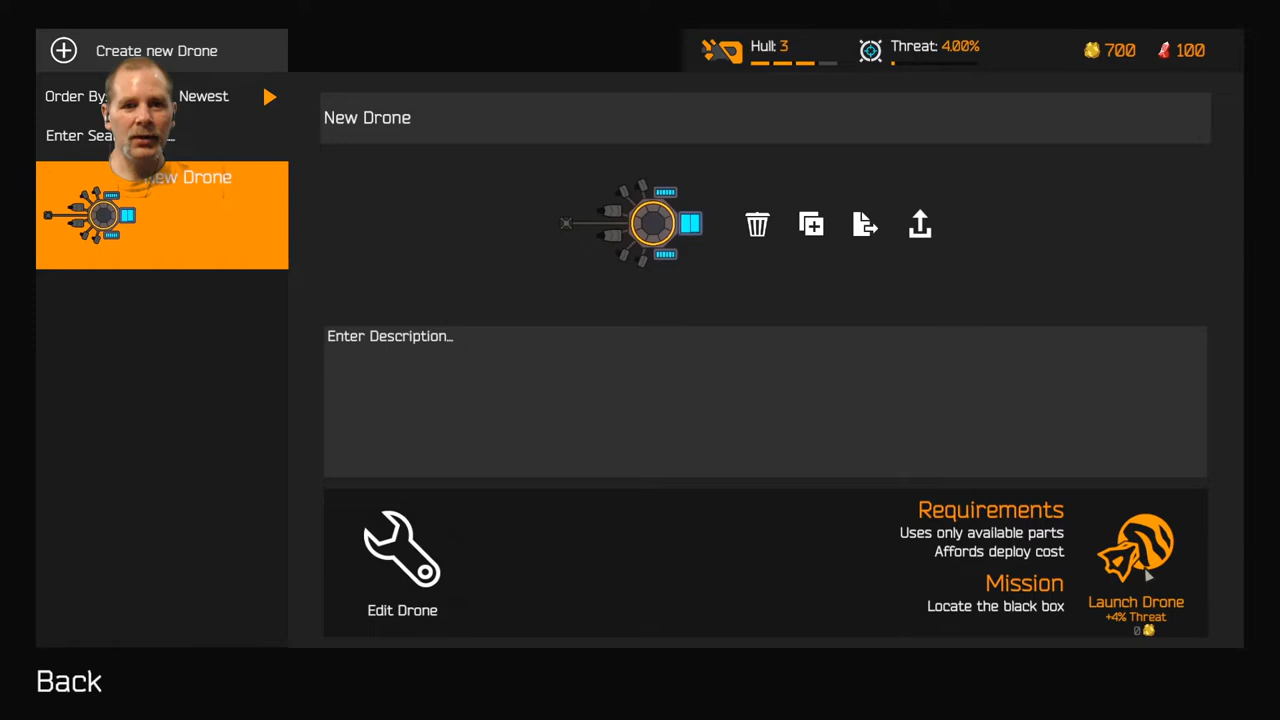 Create new Drone
Hull: 3
Threat: 4.00%
700
100
Order By: Newest
New Drone
Enter Sea
...
New Drone
Enter Description...
Requirements
Uses only available parts
Affords deploy cost
Mission
Locate the black box
Edit Drone
Launch Drone
+4% Threat
0
Back